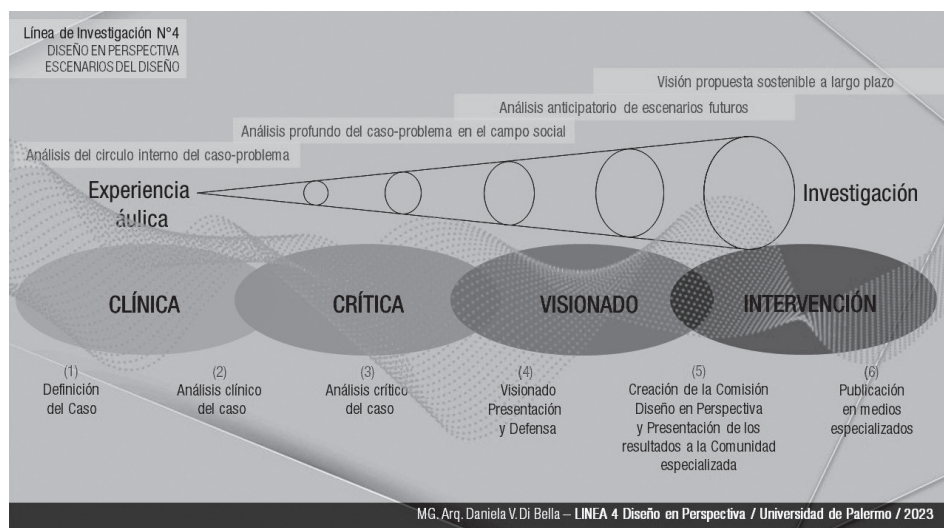 Línea de Investigación N°4
DISEÑO EN PERSPECTIVA
ESCENARIOS DEL DISEÑO
Visión propuesta sostenible a largo plazo
Análisis anticipatorio de escenarios futuros
Análisis profundo del caso-problema en el campo social
Análisis del circulo interno del caso-problema
Experiencia
áulica
Investigación
CLÍNICA
CRÍTICA
VISIONADO
INTERVENCIÓN
(1)
Definición
del Caso
(2)
Análisis clínico
del caso
(3)
Análisis crítico
del caso
(4)
Visionado
Presentación
y Defensa
(5)
Creación de la Comisión
Diseño en Perspectiva
y Presentación de los
resultados a la Comunidad
especializada
(6)
Publicación
en medios
especializados
MG. Arq. Daniela V. Di Bella – LINEA 4 Diseño en Perspectiva / Universidad de Palermo / 2023